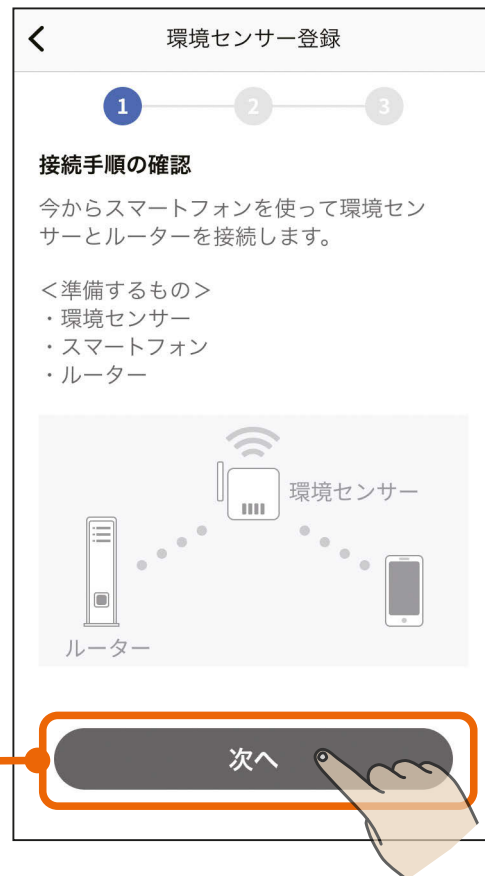 環境センサー登録
1
2
3
接続手順の確認
今からスマートフォンを使って環境セン
サーとルーターを接続します。
＜準備するもの＞
・環境センサー
・スマートフォン
・ルーター
環境センサー
ルーター
次へ